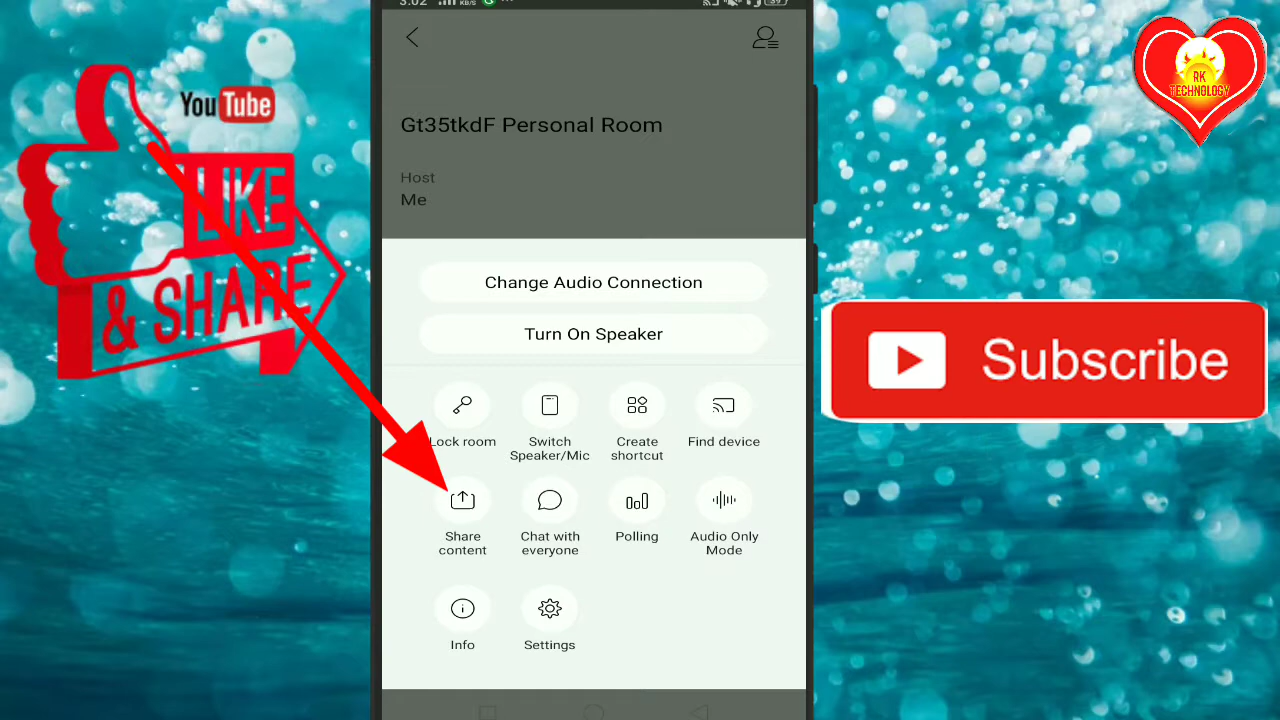 3.02 KB/S
YouTube
LIKE
& SHARE
RK
TECHNOLOGY
Gt35tkdF Personal Room
Host
Me
Change Audio Connection
Turn On Speaker
Lock room
Switch
Speaker/Mic
Create
shortcut
Find device
Share
content
Chat with
everyone
Polling
Audio Only
Mode
Info
Settings
Subscribe